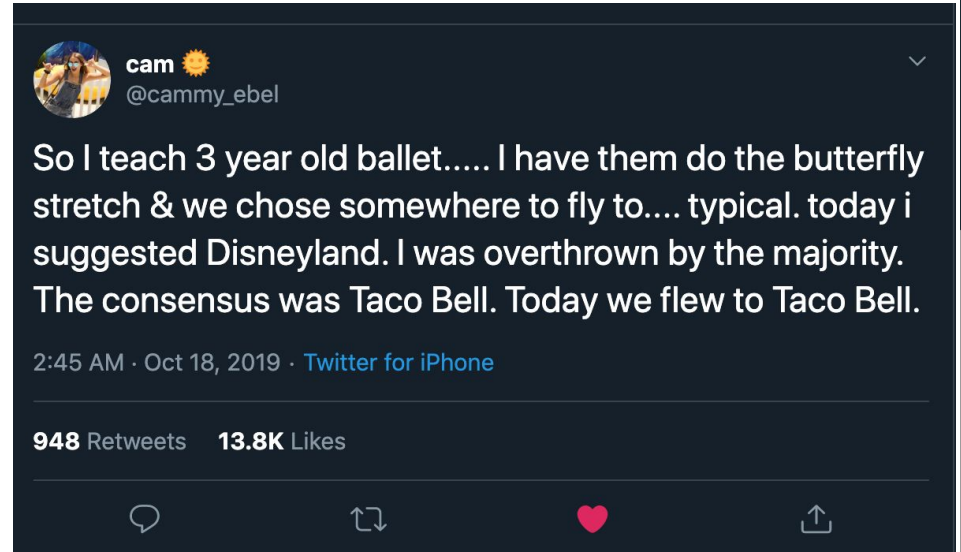 cam 🌞
@cammy_ebel
So I teach 3 year old ballet..... I have them do the butterfly
stretch & we chose somewhere to fly to.... typical. today i
suggested Disneyland. I was overthrown by the majority.
The consensus was Taco Bell. Today we flew to Taco Bell.
2:45 AM · Oct 18, 2019 · Twitter for iPhone
948 Retweets 13.8K Likes